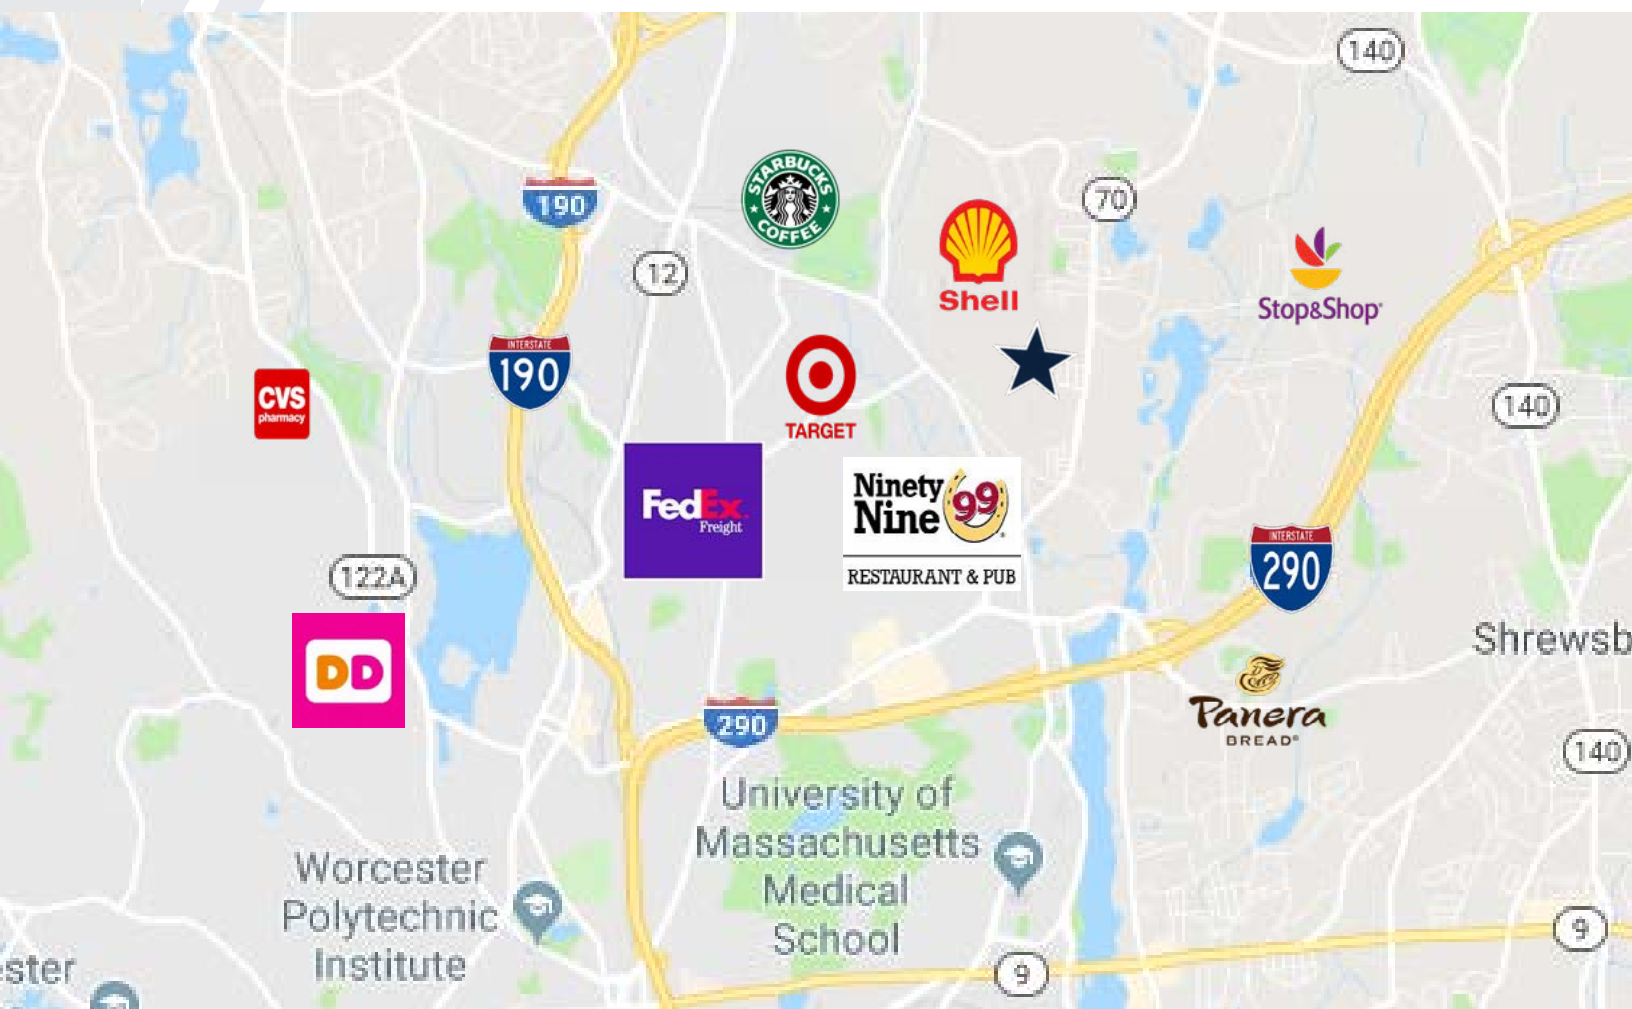 140
STARBUCKS
COFFEE
190
70
12
Shell
Stop&Shop
INTERSTATE
190
TARGET
CVS
pharmacy
140
FedEx
Freight
Ninety
Nine
99
RESTAURANT & PUB
INTERSTATE
290
122A
DD
Shrewsb
Panera
BREAD®
290
140
University of
Massachusetts
Medical
School
Worcester
Polytechnic
Institute
9
9
ester